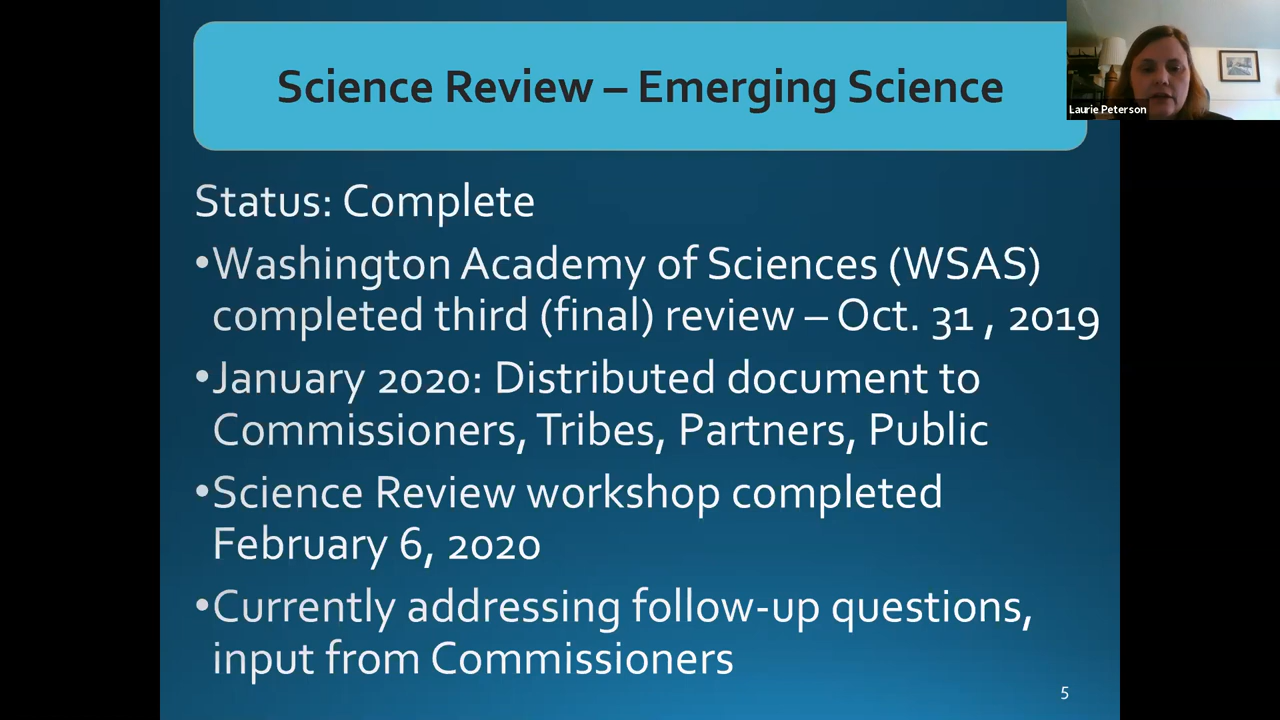 Science Review – Emerging Science
Laurie Peterson
Status: Complete
•Washington Academy of Sciences (WSAS)
completed third (final) review – Oct. 31 , 2019
•January 2020: Distributed document to
Commissioners, Tribes, Partners, Public
•Science Review workshop completed
February 6, 2020
•Currently addressing follow-up questions,
input from Commissioners
5